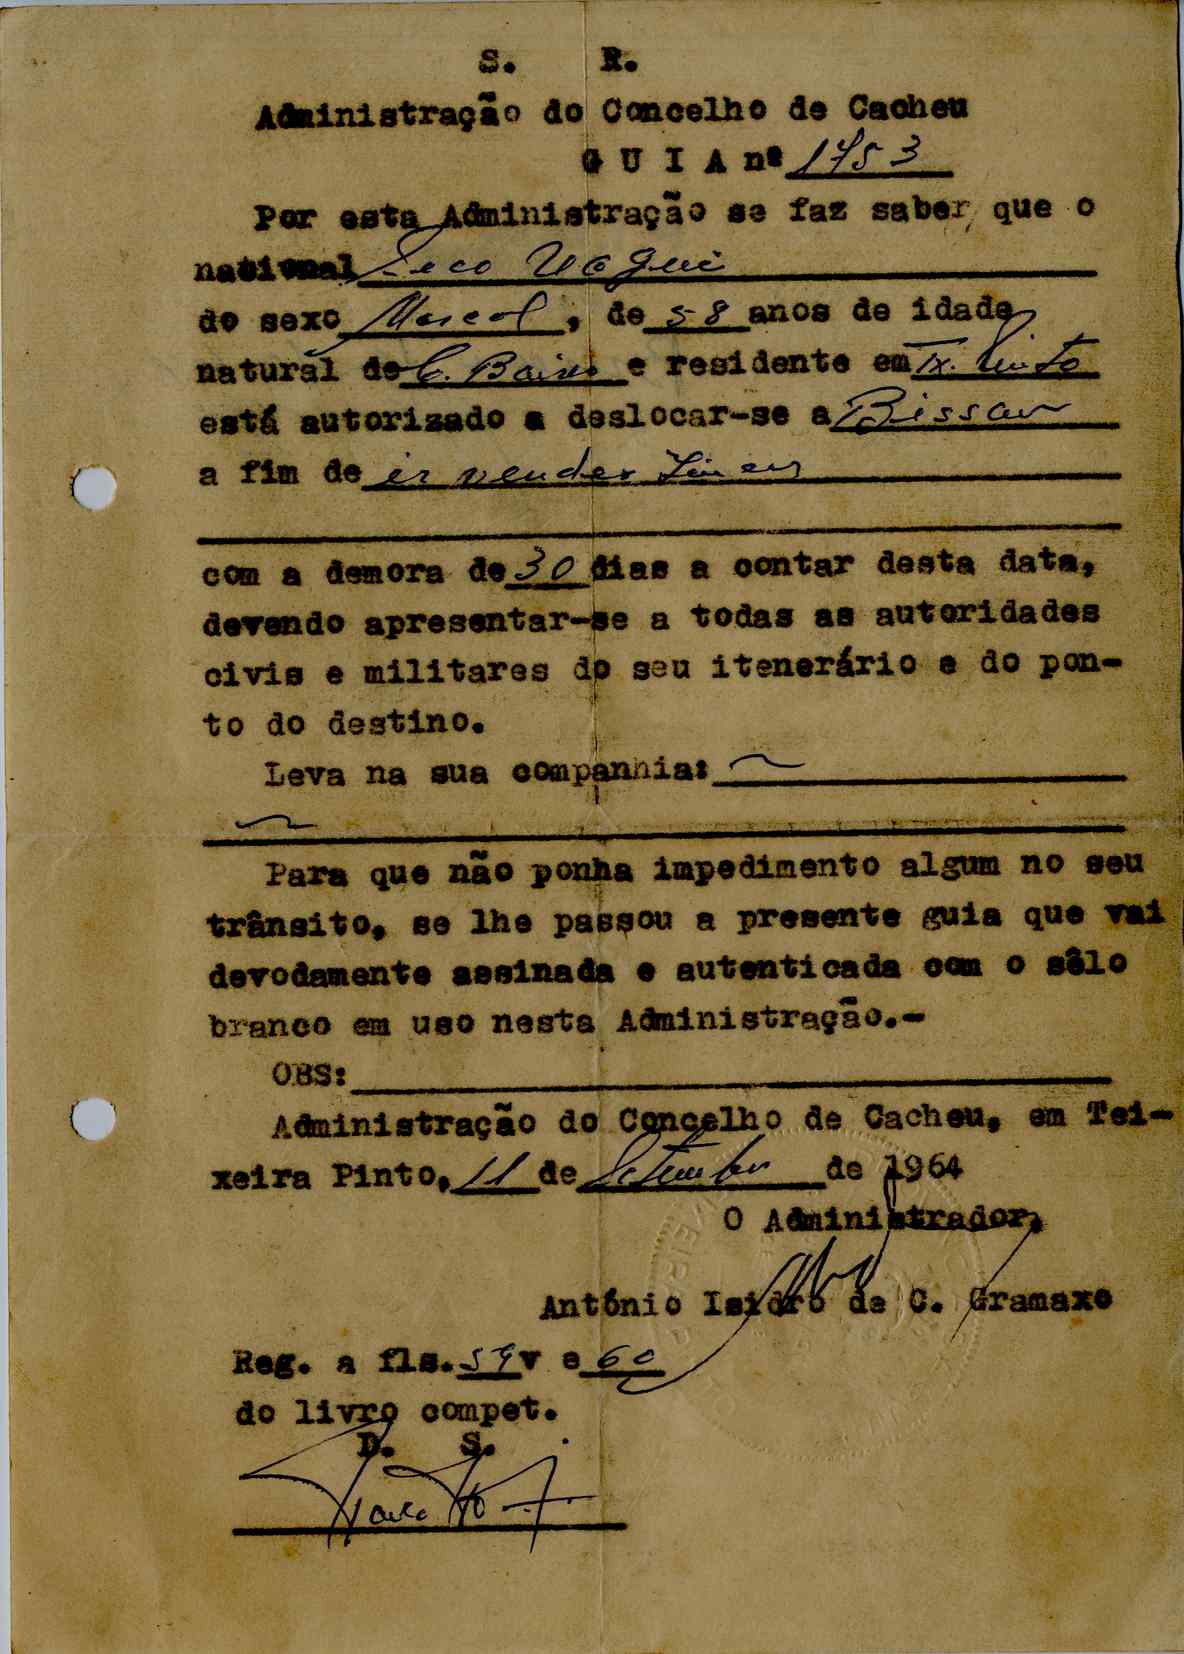 S. R.
Administração do Concelho de Cacheu
G U I A nº 1753
Por esta Administração se faz saber, que o
national Seco
do sexo Mascul, de 58 anos de idade
natural de C. Baixo e residente em Tx. Pinto
está autorizado a deslocar-se a Bissau
a fim de ir vender
com a demora de 30 dias a contar desta data,
devendo apresentar-se a todas as autoridades
civis e militares do seu itenerário e do pon-
to do destino.
Leva na sua companhia:
Para que não ponha impedimento algum no seu
trânsito, se lhe passou a presente guia que vai
devodamente assinada e autenticada com o sêlo
branco em uso nesta Administração.-
OBS:
Administração do Concelho de Cacheu, em Tei-
xeira Pinto, 11 de Setembro de 1964
O Administrador,
António Isidro de C. Gramaxo
Reg. a fls. 59 v e 60
do livro compet.
D. S.